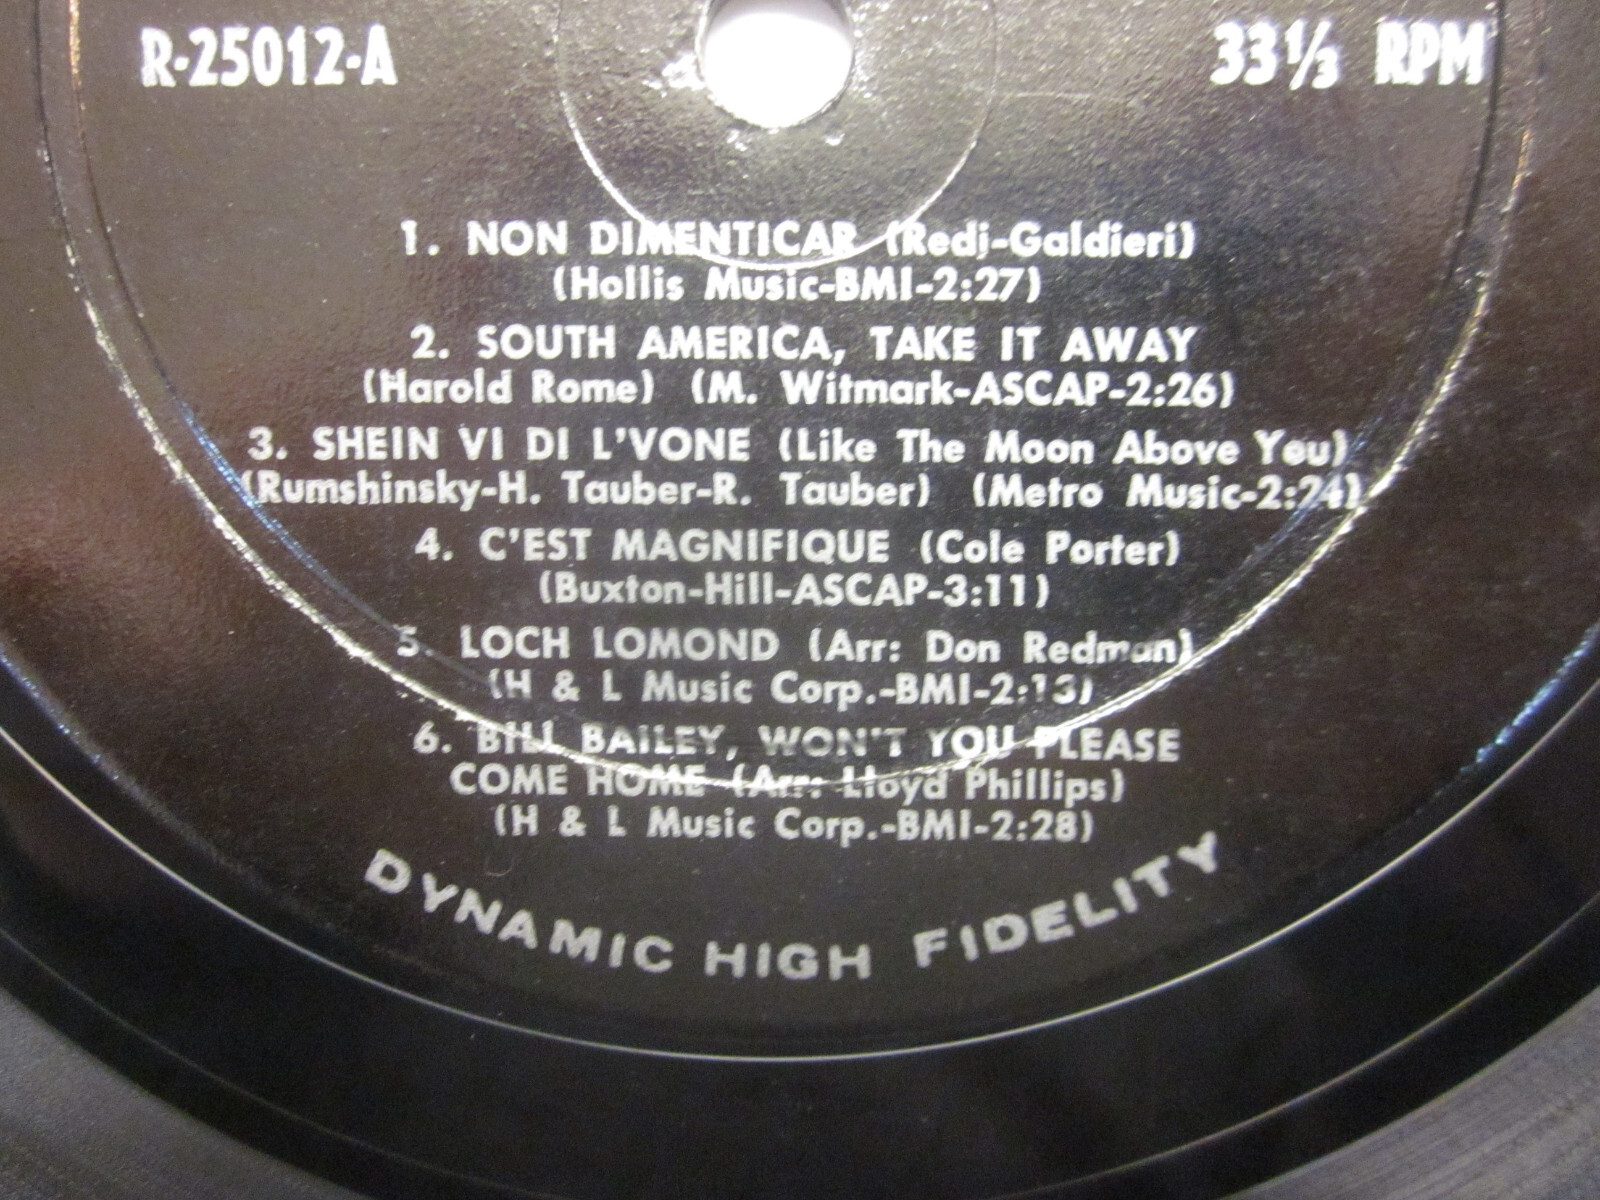 R-25012-A
33⅓ RPM
1. NON DIMENTICAR (Redi-Galdieri)
(Hollis Music-BMI-2:27)
2. SOUTH AMERICA, TAKE IT AWAY
(Harold Rome) (M. Witmark-ASCAP-2:26)
3. SHEIN VI DI L'VONE (Like The Moon Above You)
(Rumshinsky-H. Tauber-R. Tauber) (Metro Music-2:24)
4. C'EST MAGNIFIQUE (Cole Porter)
(Buxton-Hill-ASCAP-3:11)
5. LOCH LOMOND (Arr: Don Redman)
(H & L Music Corp.-BMI-2:13)
6. BILL BAILEY, WON'T YOU PLEASE
COME HOME (Arr: Lloyd Phillips)
(H & L Music Corp.-BMI-2:28)
DYNAMIC HIGH FIDELITY